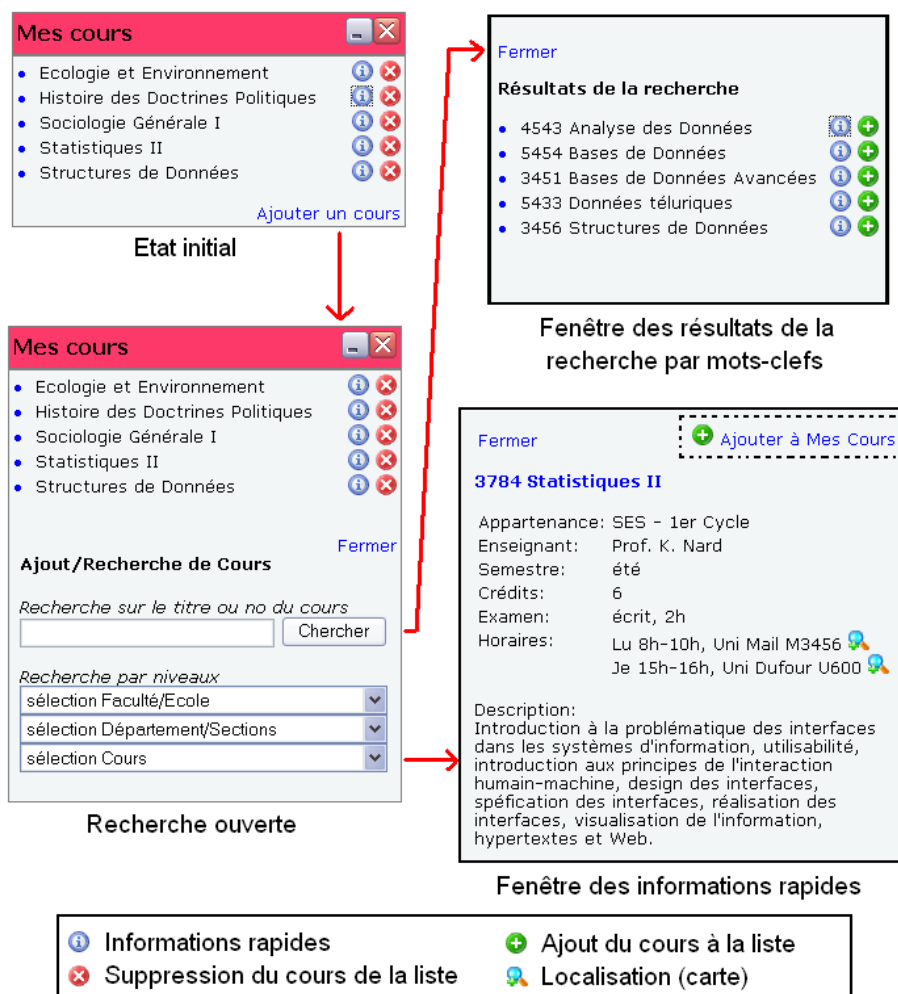 Mes cours
Ecologie et Environnement
Histoire des Doctrines Politiques
Sociologie Générale I
Statistiques II
Structures de Données
Ajouter un cours
Etat initial
Fermer
Résultats de la recherche
4543 Analyse des Données
5454 Bases de Données
3451 Bases de Données Avancées
5433 Données téluriques
3456 Structures de Données
Fenêtre des résultats de la
recherche par mots-clefs
Mes cours
Ecologie et Environnement
Histoire des Doctrines Politiques
Sociologie Générale I
Statistiques II
Structures de Données
Fermer
Ajout/Recherche de Cours
Recherche sur le titre ou no du cours
Chercher
Recherche par niveaux
sélection Faculté/Ecole
sélection Département/Sections
sélection Cours
Recherche ouverte
Fermer
Ajouter à Mes Cours
3784 Statistiques II
Appartenance: SES - 1er Cycle
Enseignant: Prof. K. Nard
Semestre: été
Crédits: 6
Examen: écrit, 2h
Horaires: Lu 8h-10h, Uni Mail M3456
Je 15h-16h, Uni Dufour U600
Description:
Introduction à la problématique des interfaces
dans les systèmes d'information, utilisabilité,
introduction aux principes de l'interaction
humain-machine, design des interfaces,
spéfication des interfaces, réalisation des
interfaces, visualisation de l'information,
hypertextes et Web.
Fenêtre des informations rapides
Informations rapides
Ajout du cours à la liste
Suppression du cours de la liste
Localisation (carte)